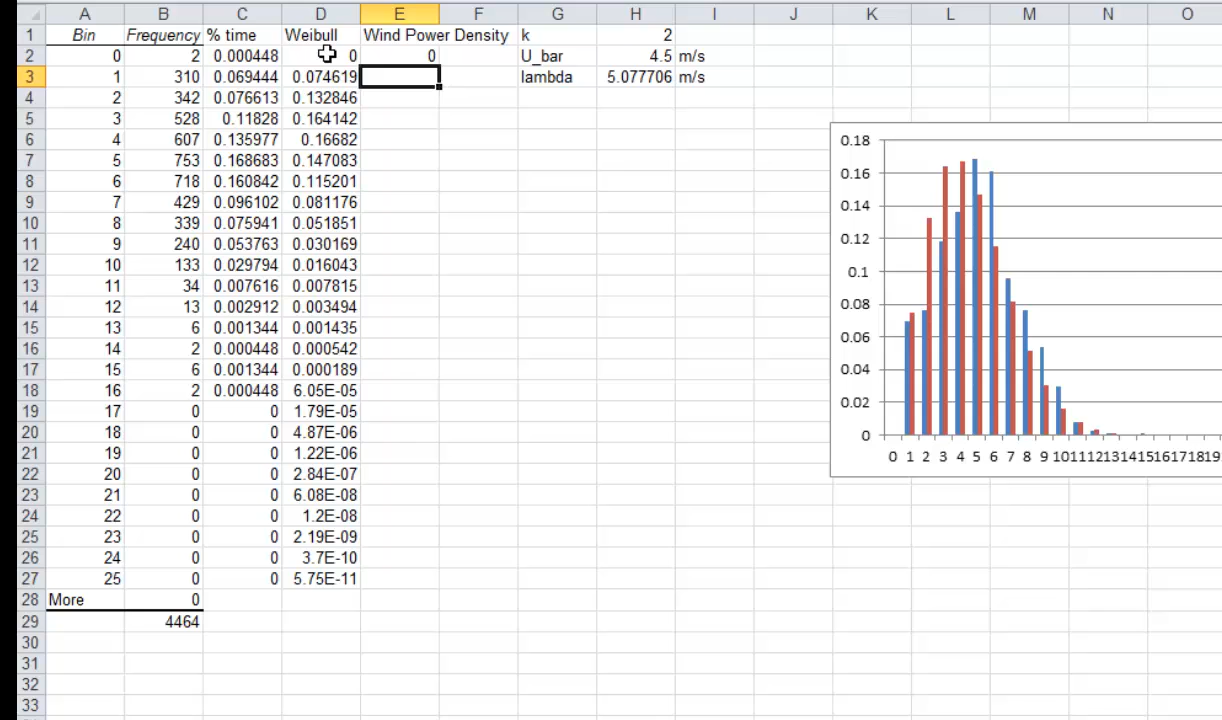 A B C D E F G H I J K L M N O
1 Bin Frequency % time Weibull Wind Power Density k 2
2 0 2 0.000448 0 0 U_bar 4.5 m/s
3 1 310 0.069444 0.074619 lambda 5.077706 m/s
4 2 342 0.076613 0.132846
5 3 528 0.11828 0.164142
6 4 607 0.135977 0.16682
7 5 753 0.168683 0.147083
8 6 718 0.160842 0.115201
9 7 429 0.096102 0.081176
10 8 339 0.075941 0.051851
11 9 240 0.053763 0.030169
12 10 133 0.029794 0.016043
13 11 34 0.007616 0.007815
14 12 13 0.002912 0.003494
15 13 6 0.001344 0.001435
16 14 2 0.000448 0.000542
17 15 6 0.001344 0.000189
18 16 2 0.000448 6.05E-05
19 17 0 0 1.79E-05
20 18 0 0 4.87E-06
21 19 0 0 1.22E-06
22 20 0 0 2.84E-07
23 21 0 0 6.08E-08
24 22 0 0 1.2E-08
25 23 0 0 2.19E-09
26 24 0 0 3.7E-10
27 25 0 0 5.75E-11
28 More 0
29 4464
30
31
32
33
0.18
0.16
0.14
0.12
0.1
0.08
0.06
0.04
0.02
0
0 1 2 3 4 5 6 7 8 9 10 11 12 13 14 15 16 17 18 19